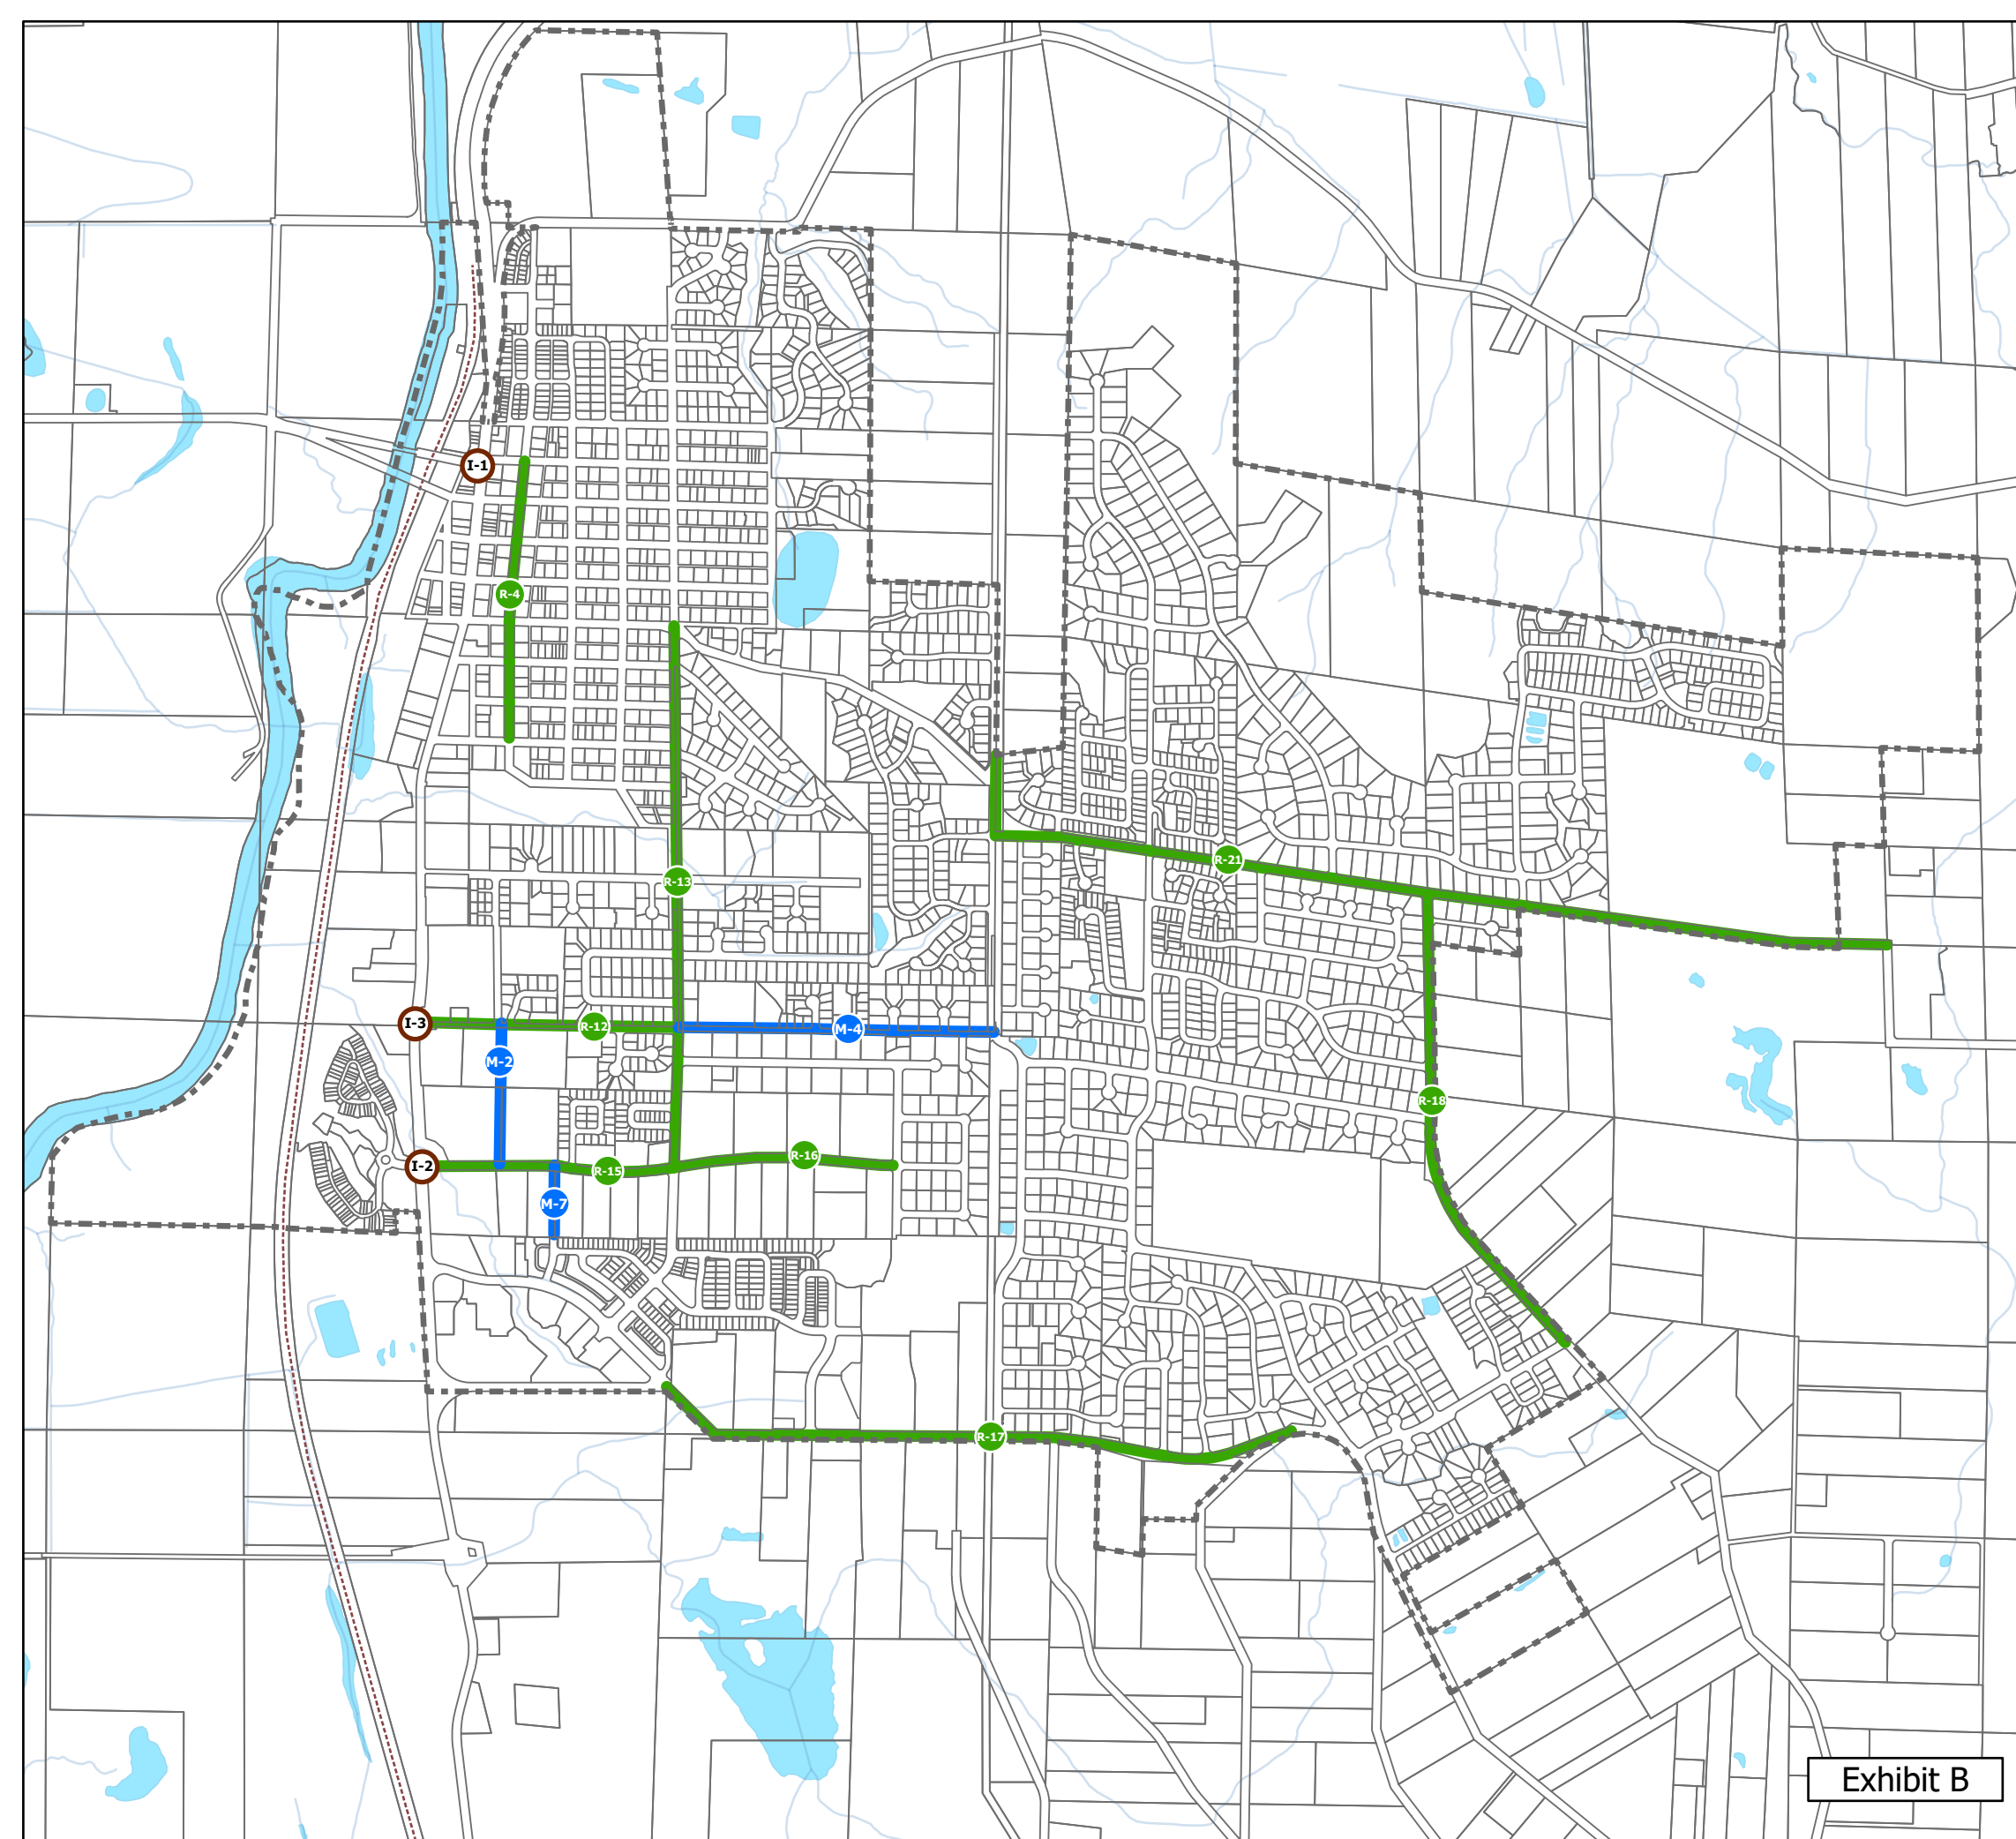 I-1
R-4
R-21
R-13
I-3
R-12
M-4
M-2
R-18
I-2
R-15
R-16
M-7
R-17
Exhibit B